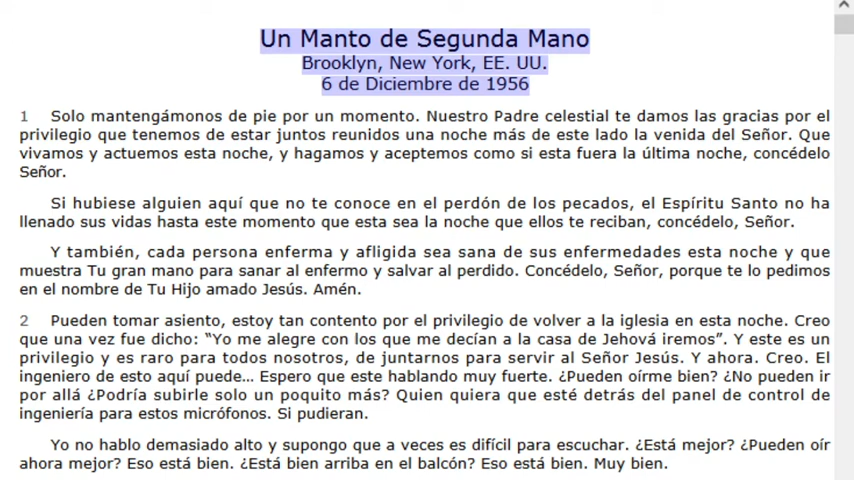 Un Manto de Segunda Mano
Brooklyn, New York, EE. UU.
6 de Diciembre de 1956
1 Solo mantengámonos de pie por un momento. Nuestro Padre celestial te damos las gracias por el
privilegio que tenemos de estar juntos reunidos una noche más de este lado la venida del Señor. Que
vivamos y actuemos esta noche, y hagamos y aceptemos como si esta fuera la última noche, concédelo
Señor.
Si hubiese alguien aquí que no te conoce en el perdón de los pecados, el Espíritu Santo no ha
llenado sus vidas hasta este momento que esta sea la noche que ellos te reciban, concédelo, Señor.
Y también, cada persona enferma y afligida sea sana de sus enfermedades esta noche y que
muestra Tu gran mano para sanar al enfermo y salvar al perdido. Concédelo, Señor, porque te lo pedimos
en el nombre de Tu Hijo amado Jesús. Amén.
2 Pueden tomar asiento, estoy tan contento por el privilegio de volver a la iglesia en esta noche. Creo
que una vez fue dicho: “Yo me alegre con los que me decían a la casa de Jehová iremos”. Y este es un
privilegio y es raro para todos nosotros, de juntarnos para servir al Señor Jesús. Y ahora. Creo. El
ingeniero de esto aquí puede... Espero que este hablando muy fuerte. ¿Pueden oírme bien? ¿No pueden ir
por allá ¿Podría subirle solo un poquito más? Quien quiera que esté detrás del panel de control de
ingeniería para estos micrófonos. Si pudieran.
Yo no hablo demasiado alto y supongo que a veces es difícil para escuchar. ¿Está mejor? ¿Pueden oír
ahora mejor? Eso está bien. ¿Está bien arriba en el balcón? Eso está bien. Muy bien.